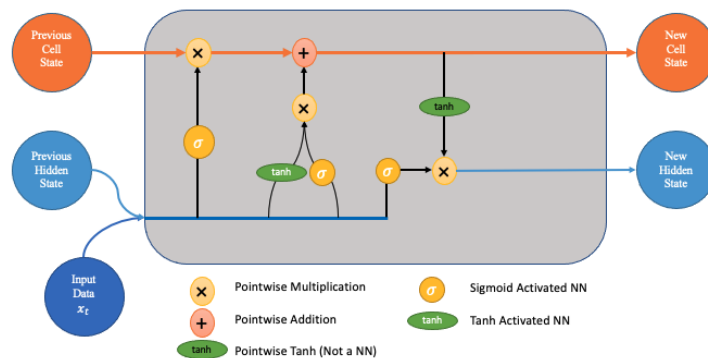 Previous
Cell
State
×
+
New
Cell
State
×
tanh
σ
Previous
Hidden
State
tanh
σ
σ
×
New
Hidden
State
Input
Data
x_t
× Pointwise Multiplication
σ Sigmoid Activated NN
+ Pointwise Addition
tanh Tanh Activated NN
tanh Pointwise Tanh (Not a NN)